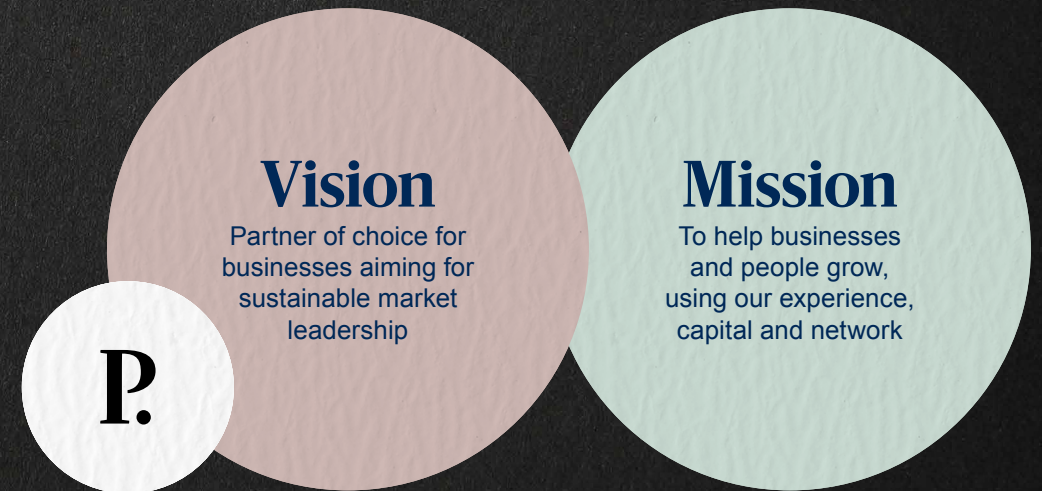 Vision
Partner of choice for
businesses aiming for
sustainable market
leadership
Mission
To help businesses
and people grow,
using our experience,
capital and network
P.